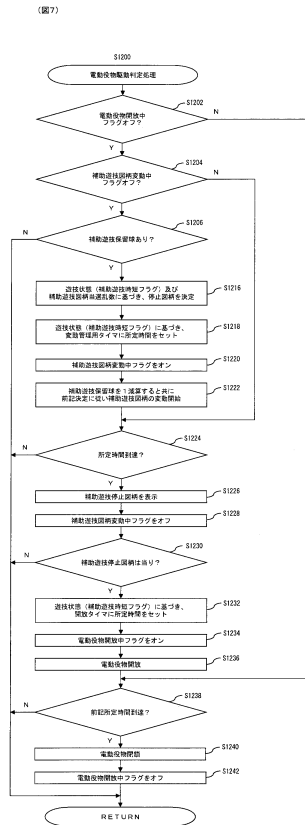 (図7)
S1200
電動役物駆動判定処理
S1202
電動役物開放中
フラグオフ?
N
Y
S1204
補助遊技図柄変動中
フラグオフ?
N
Y
S1206
補助遊技保留球あり?
N
Y
S1216
遊技状態(補助遊技時短フラグ)及び
補助遊技図柄当選乱数に基づき、停止図柄を決定
S1218
遊技状態(補助遊技時短フラグ)に基づき、
変動管理用タイマに所定時間をセット
S1220
補助遊技図柄変動中フラグをオン
S1222
補助遊技保留球を1減算すると共に
前記決定に従い補助遊技図柄の変動開始
S1224
所定時間到達?
N
Y
S1226
補助遊技停止図柄を表示
S1228
補助遊技図柄変動中フラグをオフ
S1230
補助遊技停止図柄は当り?
N
Y
S1232
遊技状態(補助遊技時短フラグ)に基づき、
開放タイマに所定時間をセット
S1234
電動役物開放中フラグをオン
S1236
電動役物開放
S1238
前記所定時間到達?
N
Y
S1240
電動役物閉鎖
S1242
電動役物開放中フラグをオフ
RETURN